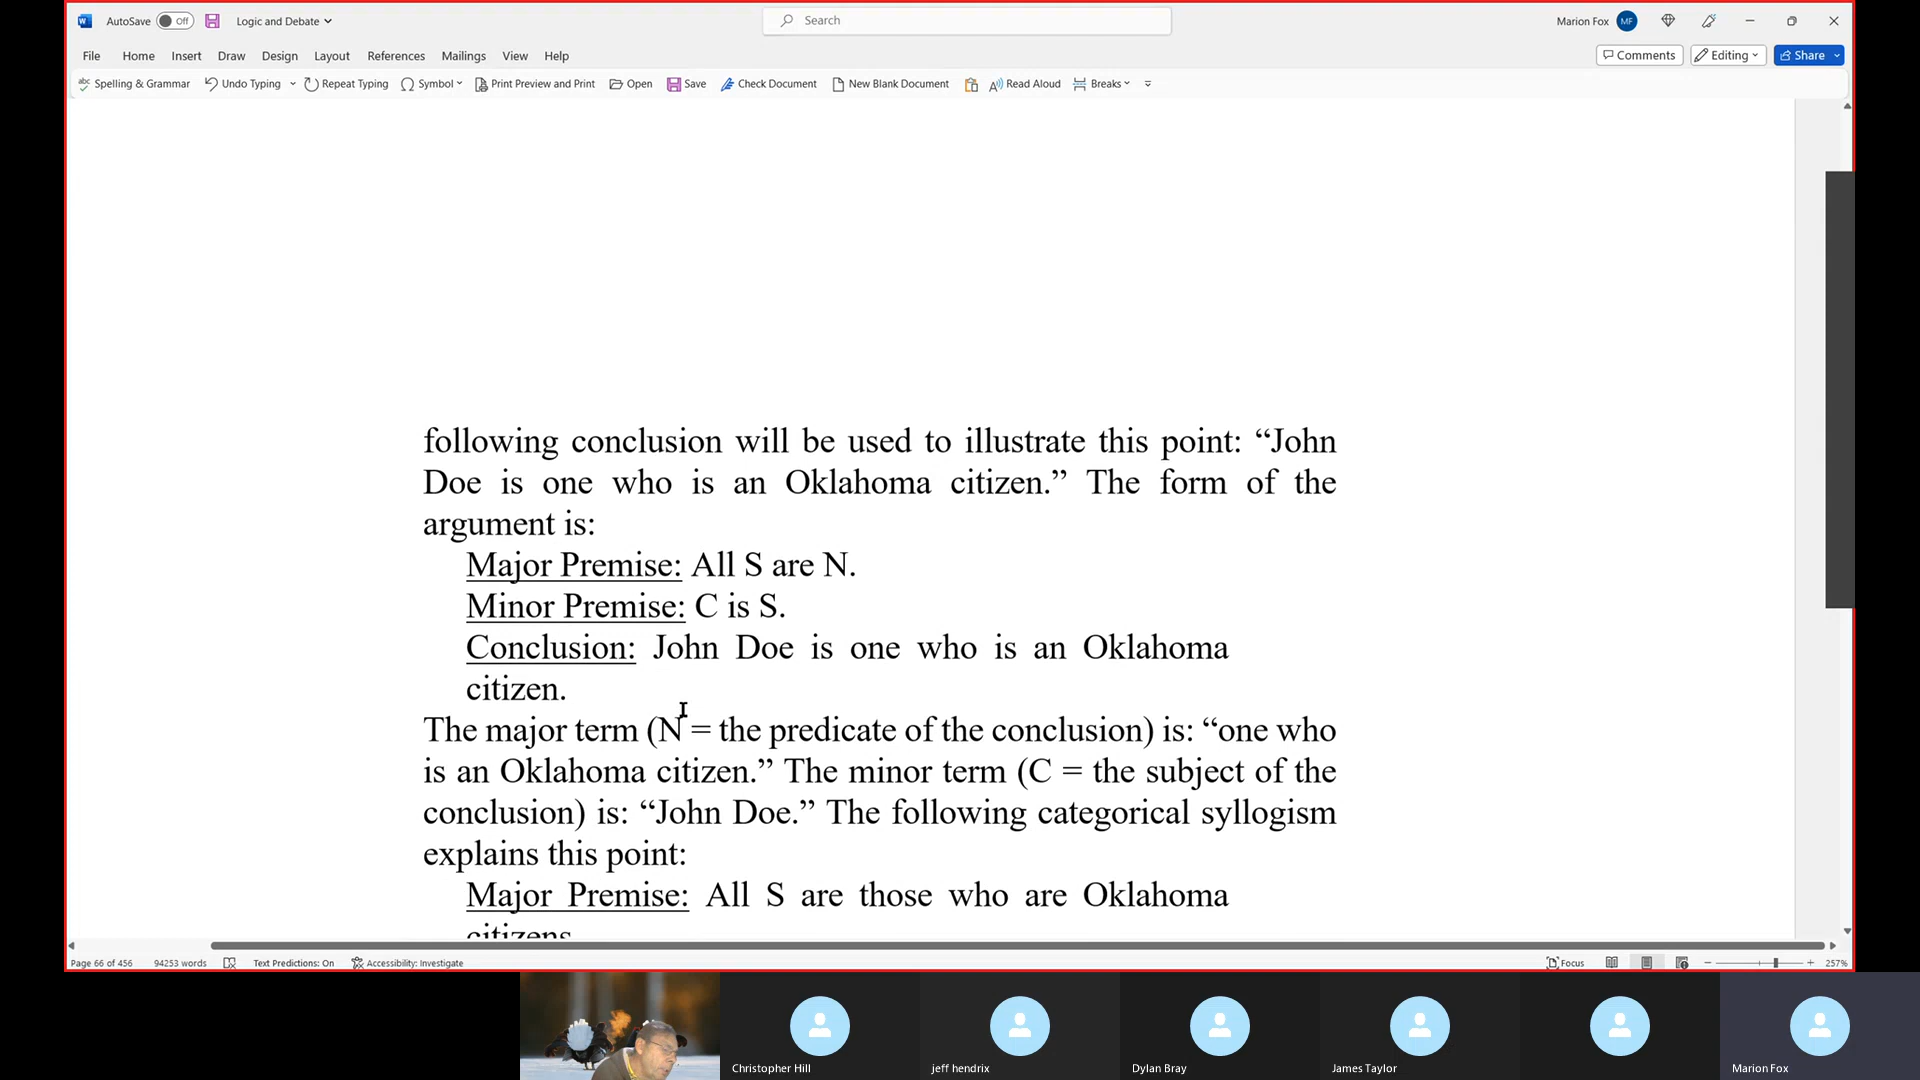 AutoSave Off Logic and Debate Search Marion Fox MF
File Home Insert Draw Design Layout References Mailings View Help Comments Editing Share
Spelling & Grammar Undo Typing Repeat Typing Symbol Print Preview and Print Open Save Check Document New Blank Document Read Aloud Breaks
following conclusion will be used to illustrate this point: “John
Doe is one who is an Oklahoma citizen.” The form of the
argument is:
Major Premise: All S are N.
Minor Premise: C is S.
Conclusion: John Doe is one who is an Oklahoma
citizen.
The major term (N = the predicate of the conclusion) is: “one who
is an Oklahoma citizen.” The minor term (C = the subject of the
conclusion) is: “John Doe.” The following categorical syllogism
explains this point:
Major Premise: All S are those who are Oklahoma
citizens
Page 66 of 456 94253 words Text Predictions: On Accessibility: Investigate Focus 257%
Christopher Hill jeff hendrix Dylan Bray James Taylor Marion Fox